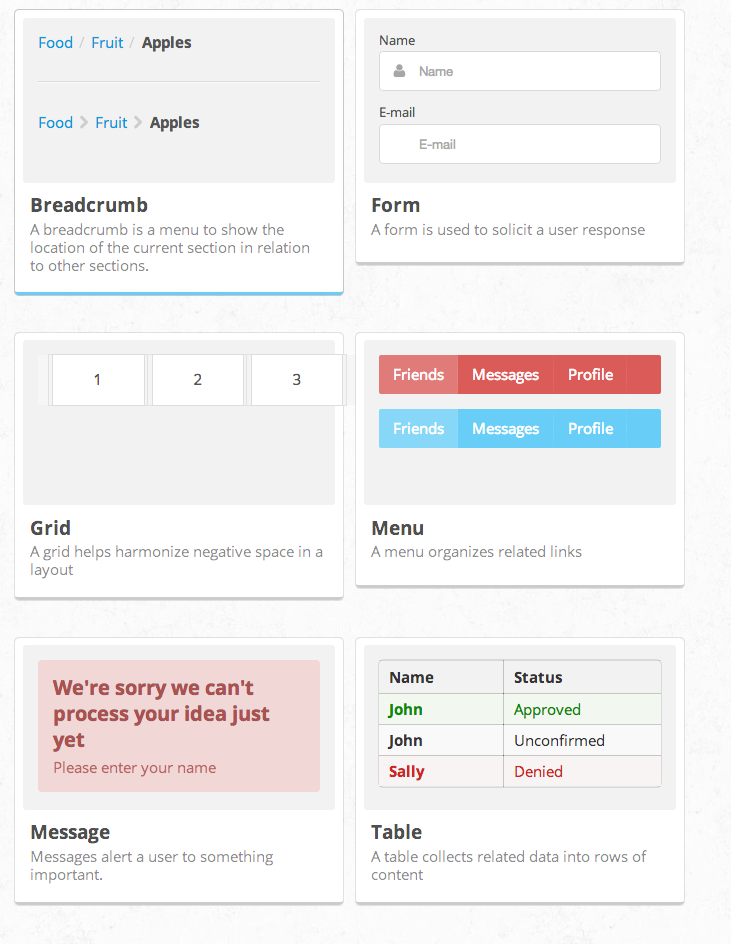 Food / Fruit / Apples
Food Fruit Apples
Breadcrumb
A breadcrumb is a menu to show the
location of the current section in relation
to other sections.
Name
Name
E-mail
E-mail
Form
A form is used to solicit a user response
1 2 3
Grid
A grid helps harmonize negative space in a
layout
Friends Messages Profile
Friends Messages Profile
Menu
A menu organizes related links
We're sorry we can't
process your idea just
yet
Please enter your name
Message
Messages alert a user to something
important.
Name Status
John Approved
John Unconfirmed
Sally Denied
Table
A table collects related data into rows of
content